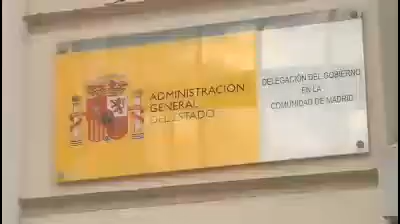 ADMINISTRACIÓN
GENERAL
DEL ESTADO
DELEGACIÓN DEL GOBIERNO
EN LA
COMUNIDAD DE MADRID